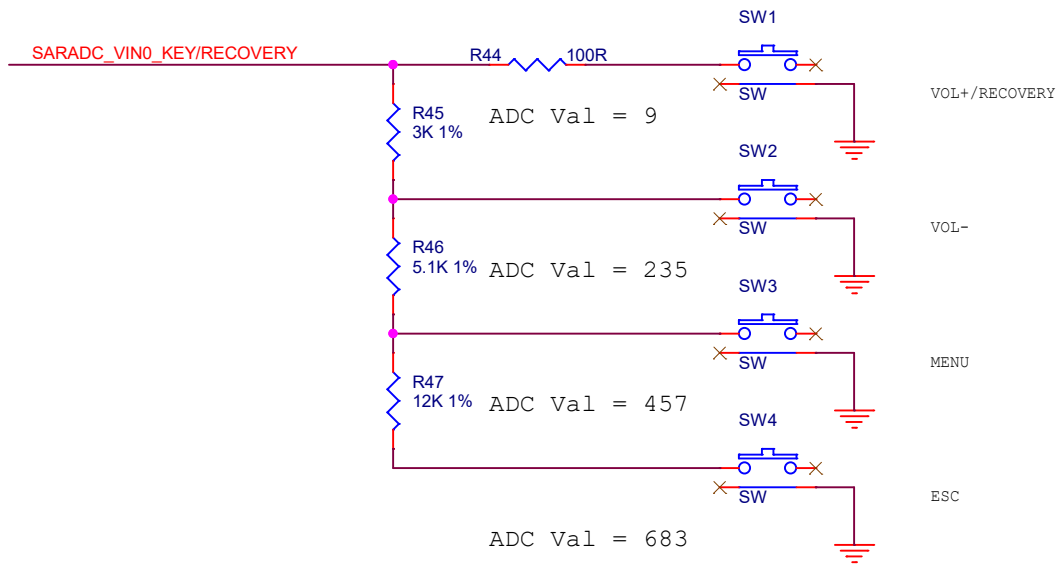 SW1
SARADC_VIN0_KEY/RECOVERY
R44 100R
SW
VOL+/RECOVERY
R45
3K 1%
ADC Val = 9
SW2
SW
VOL-
R46
5.1K 1%
ADC Val = 235
SW3
SW
MENU
R47
12K 1%
ADC Val = 457
SW4
SW
ESC
ADC Val = 683